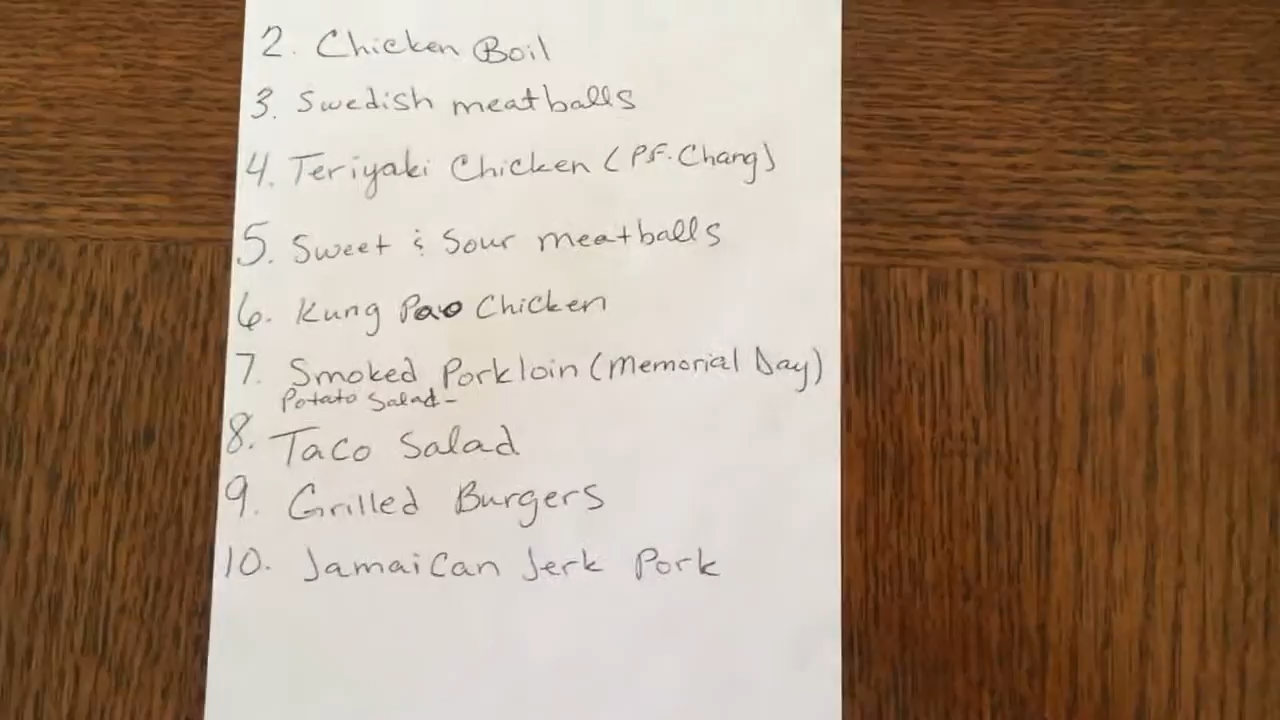 2. Chicken Boil
3. Swedish meatballs
4. Teriyaki Chicken (P.F. Chang)
5. Sweet & Sour meatballs
6. Kung Pao Chicken
7. Smoked Porkloin (Memorial Day)
Potato Salad-
8. Taco Salad
9. Grilled Burgers
10. Jamaican Jerk Pork